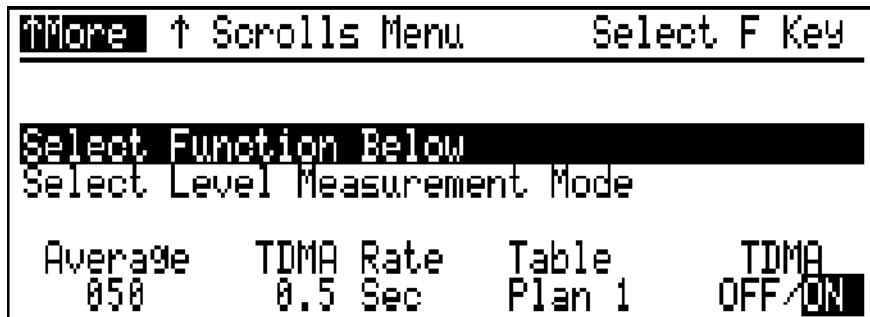 ↑More ↑ Scrolls Menu Select F Key
Select Function Below
Select Level Measurement Mode
Average TDMA Rate Table TDMA
050 0.5 Sec Plan 1 OFF/ON